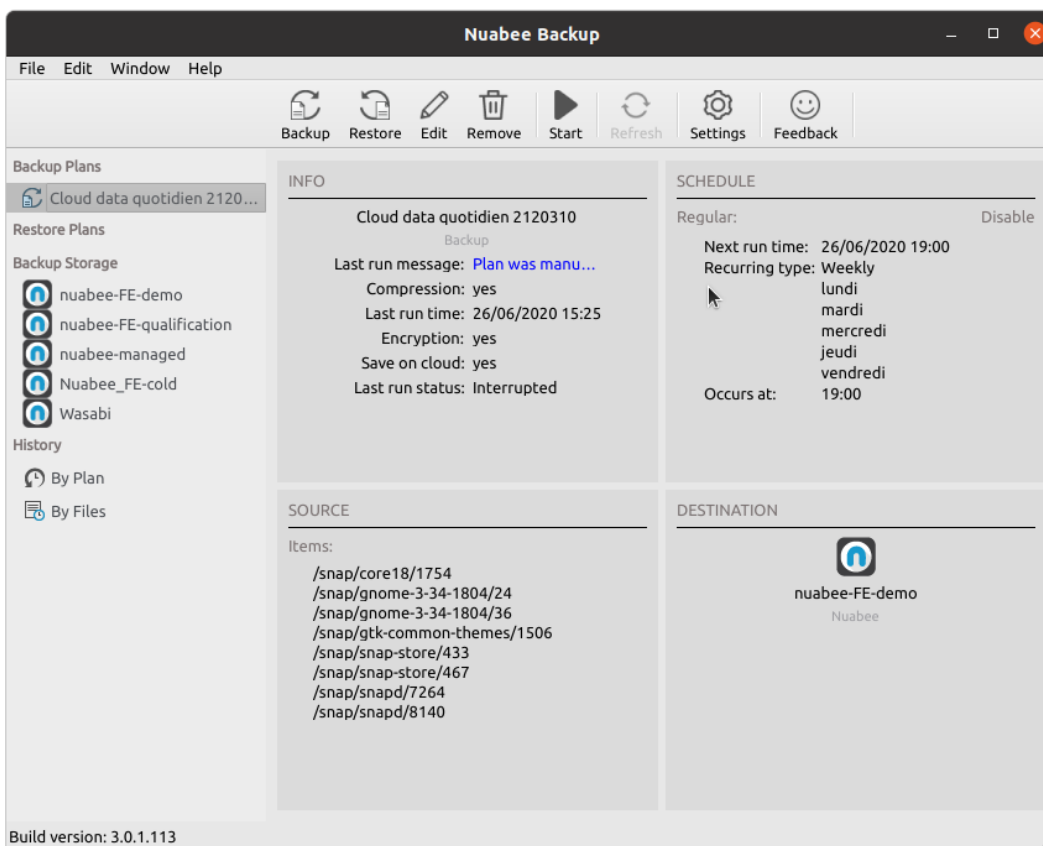 Nuabee Backup
File Edit Window Help
Backup Restore Edit Remove Start Refresh Settings Feedback
Backup Plans
Cloud data quotidien 2120...
Restore Plans
Backup Storage
nuabee-FE-demo
nuabee-FE-qualification
nuabee-managed
Nuabee_FE-cold
Wasabi
History
By Plan
By Files
INFO
Cloud data quotidien 2120310
Backup
Last run message: Plan was manu...
Compression: yes
Last run time: 26/06/2020 15:25
Encryption: yes
Save on cloud: yes
Last run status: Interrupted
SCHEDULE
Regular: Disable
Next run time: 26/06/2020 19:00
Recurring type: Weekly
lundi
mardi
mercredi
jeudi
vendredi
Occurs at: 19:00
SOURCE
Items:
/snap/core18/1754
/snap/gnome-3-34-1804/24
/snap/gnome-3-34-1804/36
/snap/gtk-common-themes/1506
/snap/snap-store/433
/snap/snap-store/467
/snap/snapd/7264
/snap/snapd/8140
DESTINATION
nuabee-FE-demo
Nuabee
Build version: 3.0.1.113